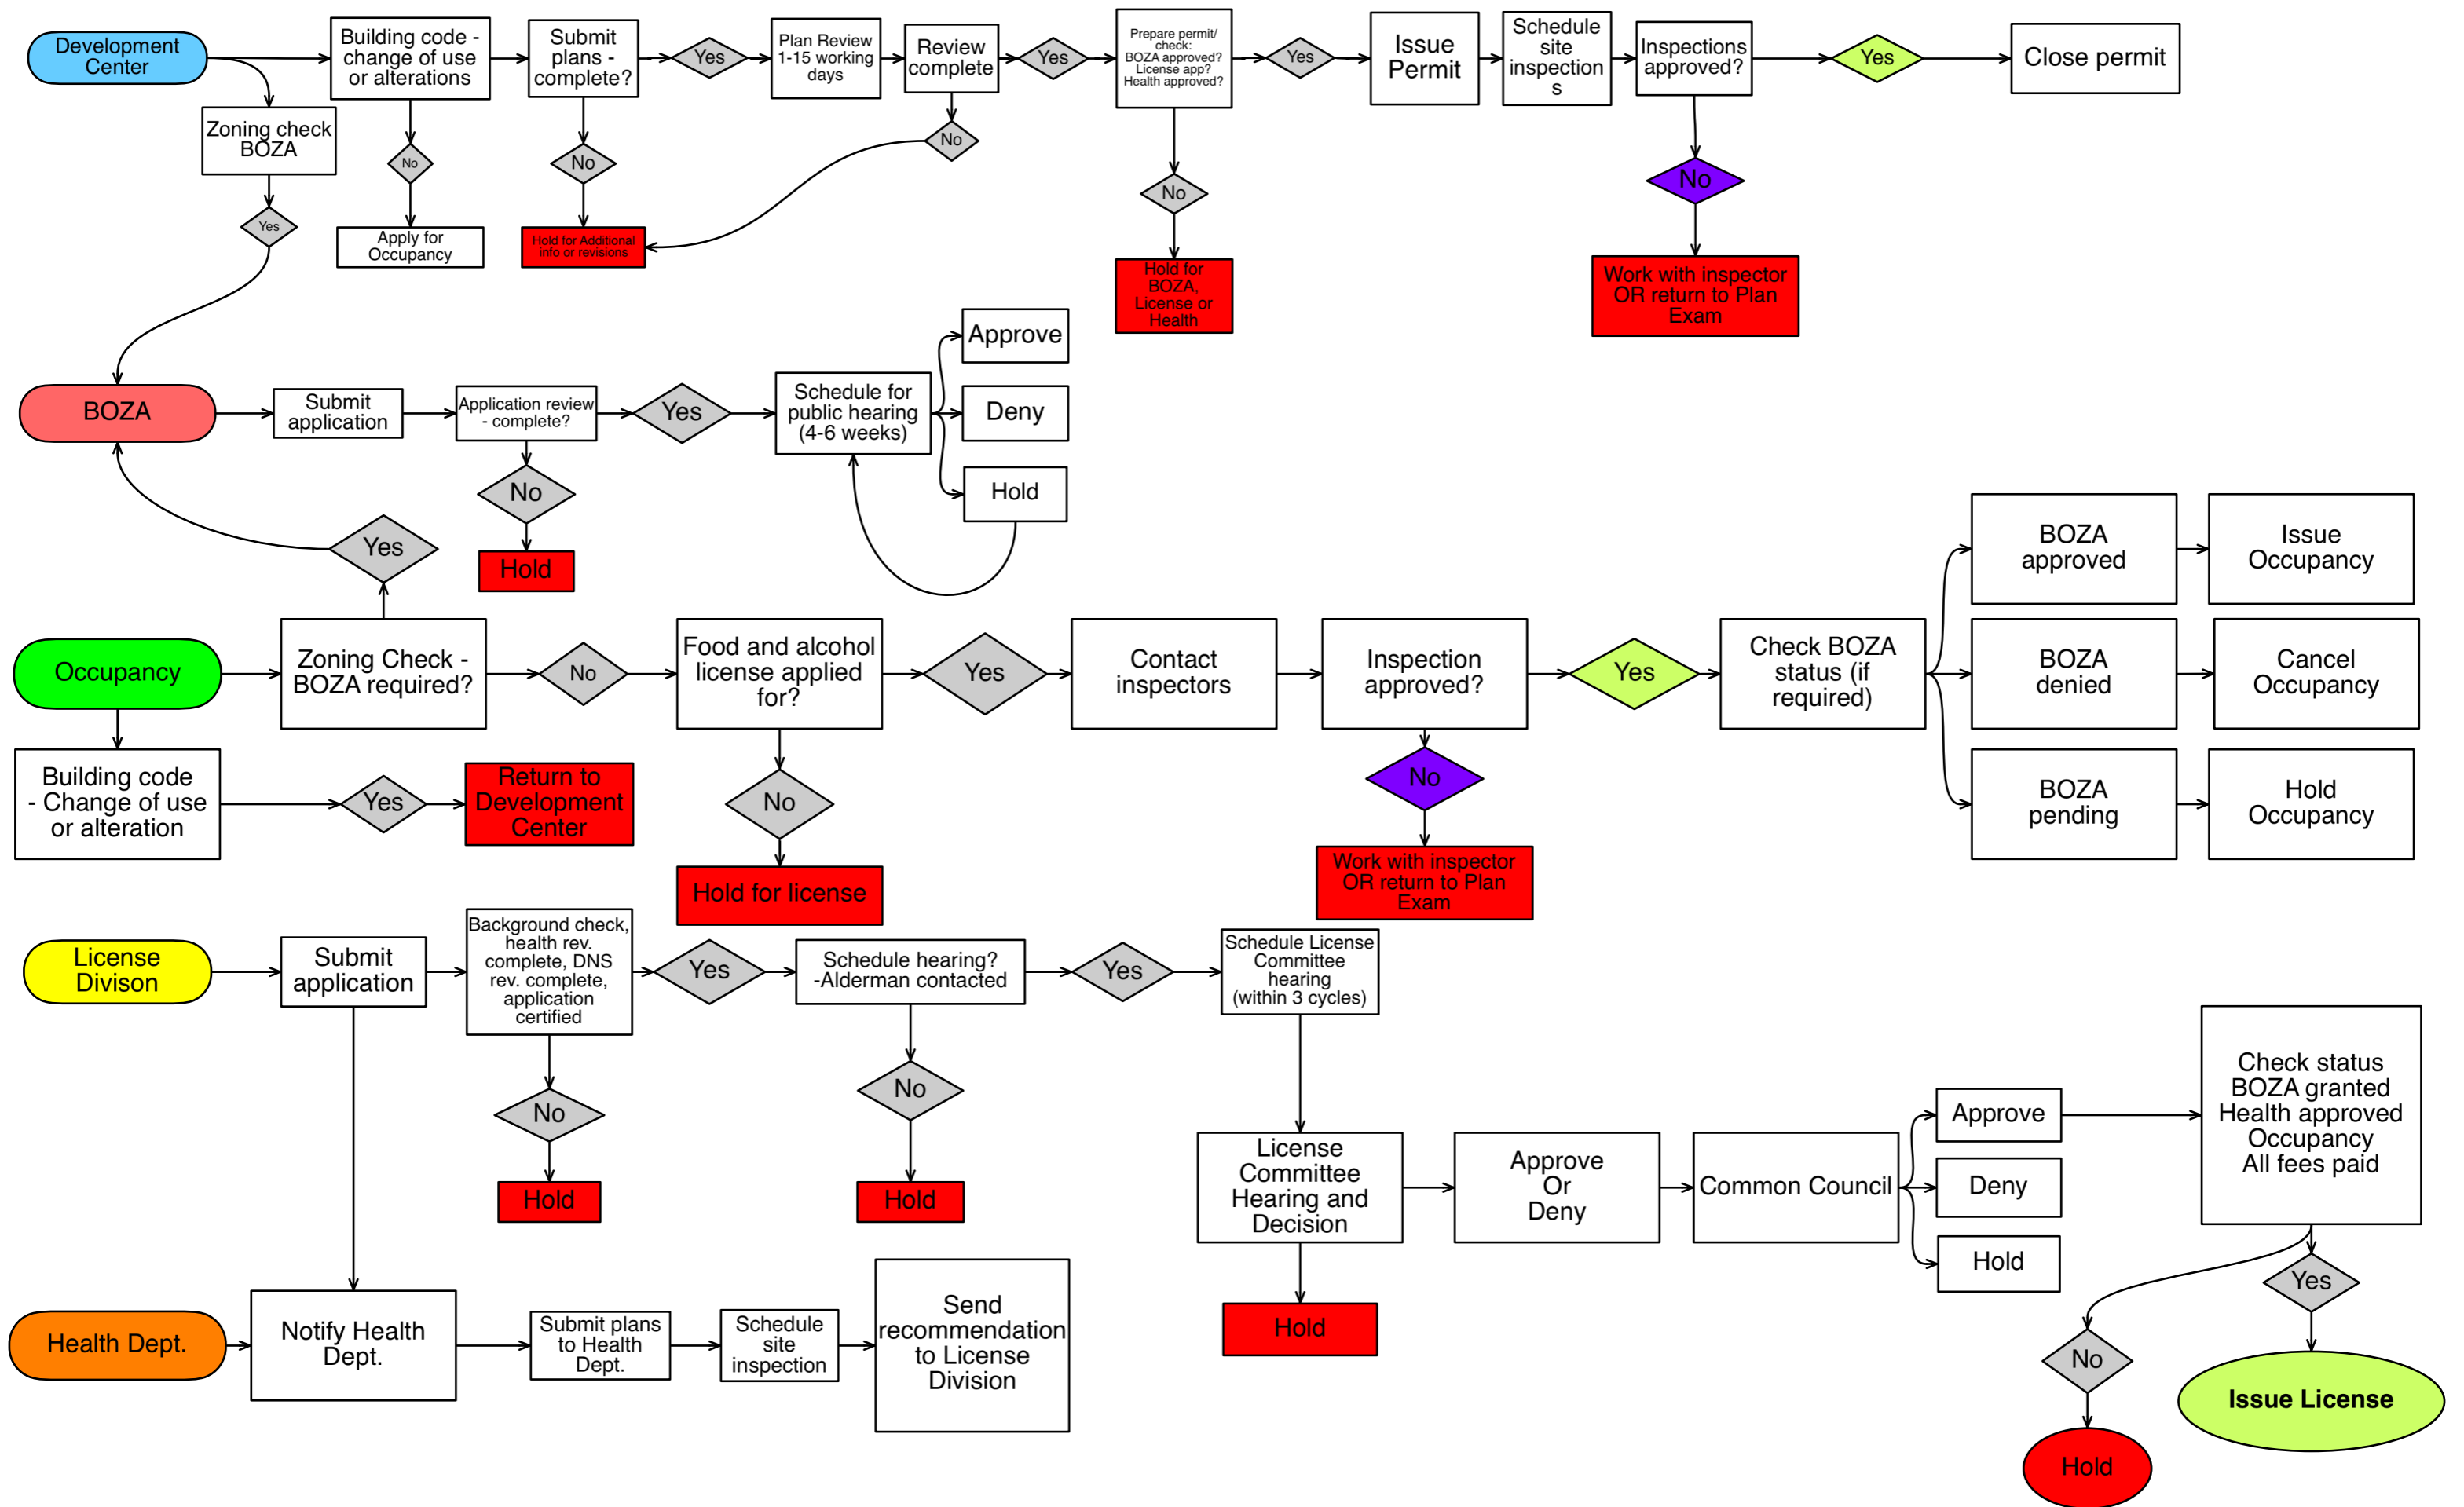 Development
Center
Building code -
change of use
or alterations
Submit
plans -
complete?
Yes
Plan Review
1-15 working
days
Review
complete
Yes
Prepare permit/
check:
BOZA approved?
License app?
Health approved?
Yes
Issue
Permit
Schedule
site
inspection
s
Inspections
approved?
Yes
Close permit
Zoning check
BOZA
No
No
No
No
No
Yes
Apply for
Occupancy
Hold for Additional
info or revisions
Hold for
BOZA,
License or
Health
Work with inspector
OR return to Plan
Exam
BOZA
Submit
application
Application review
- complete?
Yes
Schedule for
public hearing
(4-6 weeks)
Approve
Deny
Hold
No
Hold
Yes
Occupancy
Zoning Check -
BOZA required?
No
Food and alcohol
license applied
for?
Yes
Contact
inspectors
Inspection
approved?
Yes
Check BOZA
status (if
required)
BOZA
approved
Issue
Occupancy
BOZA
denied
Cancel
Occupancy
BOZA
pending
Hold
Occupancy
Building code
- Change of use
or alteration
Yes
Return to
Development
Center
No
Hold for license
No
Work with inspector
OR return to Plan
Exam
License
Divison
Submit
application
Background check,
health rev.
complete, DNS
rev. complete,
application
certified
Yes
Schedule hearing?
-Alderman contacted
Yes
Schedule License
Committee
hearing
(within 3 cycles)
No
Hold
No
Hold
License
Committee
Hearing and
Decision
Approve
Or
Deny
Common Council
Approve
Deny
Hold
Check status
BOZA granted
Health approved
Occupancy
All fees paid
Hold
Yes
No
Issue License
Hold
Health Dept.
Notify Health
Dept.
Submit plans
to Health
Dept.
Schedule
site
inspection
Send
recommendation
to License
Division